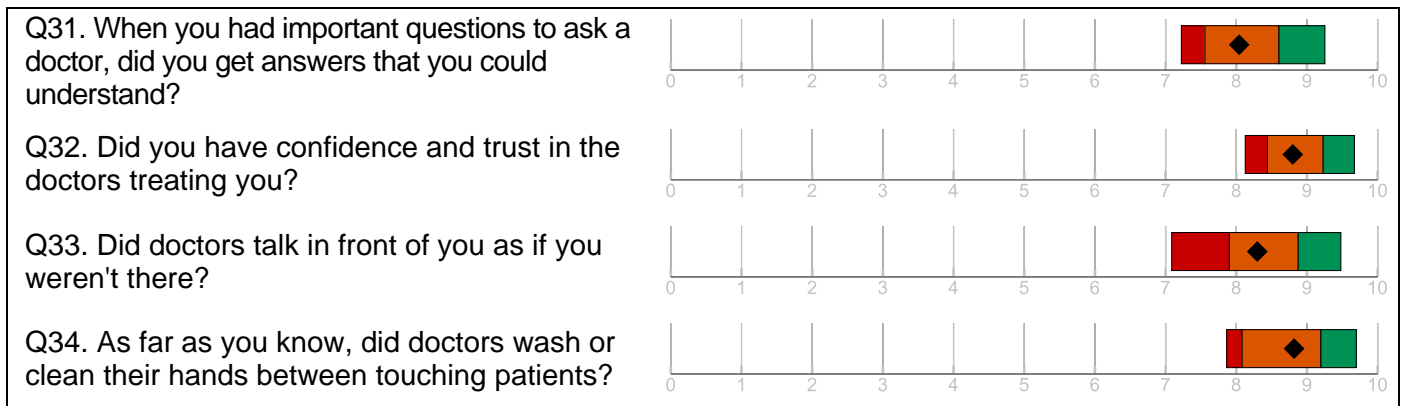 Q31. When you had important questions to ask a
doctor, did you get answers that you could
understand?
0 1 2 3 4 5 6 7 8 9 10
Q32. Did you have confidence and trust in the
doctors treating you?
0 1 2 3 4 5 6 7 8 9 10
Q33. Did doctors talk in front of you as if you
weren't there?
0 1 2 3 4 5 6 7 8 9 10
Q34. As far as you know, did doctors wash or
clean their hands between touching patients?
0 1 2 3 4 5 6 7 8 9 10